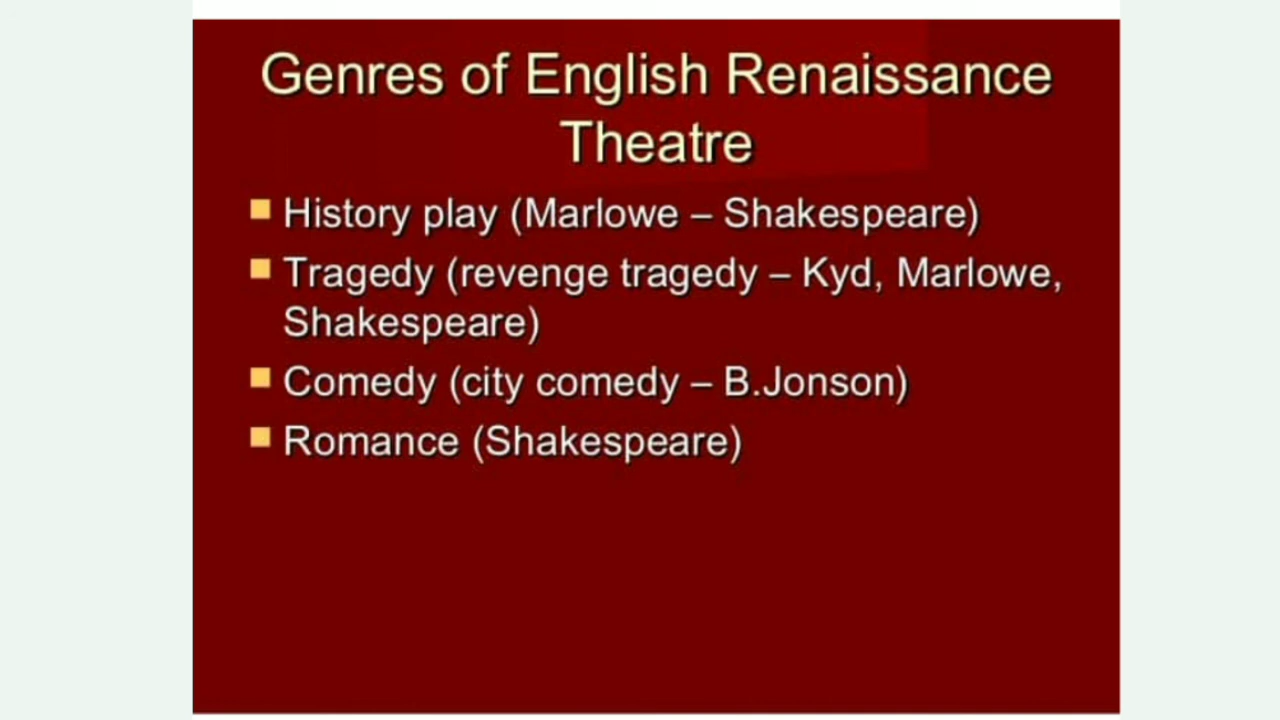 Genres of English Renaissance
Theatre
History play (Marlowe – Shakespeare)
Tragedy (revenge tragedy – Kyd, Marlowe,
Shakespeare)
Comedy (city comedy – B.Jonson)
Romance (Shakespeare)